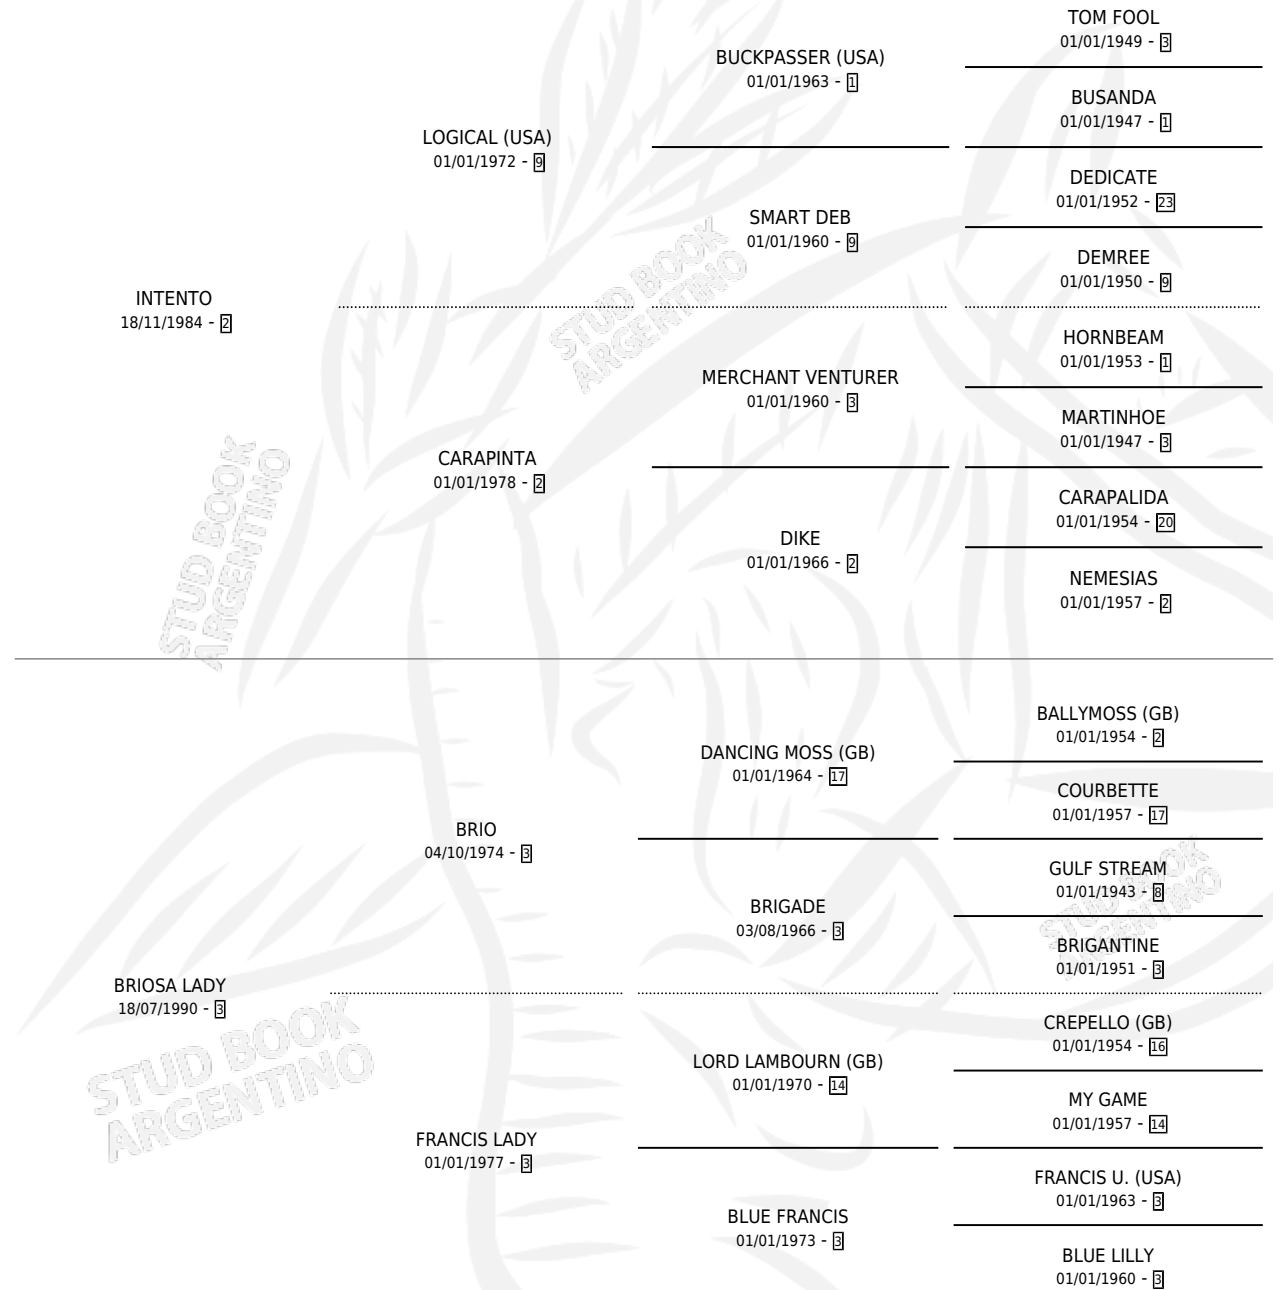 TOM FOOL
01/01/1949 - 3
BUCKPASSER (USA)
01/01/1963 - 1
BUSANDA
01/01/1947 - 1
LOGICAL (USA)
01/01/1972 - 9
DEDICATE
01/01/1952 - 23
SMART DEB
01/01/1960 - 9
DEMREE
01/01/1950 - 9
INTENTO
18/11/1984 - 2
HORNBEAM
01/01/1953 - 1
MERCHANT VENTURER
01/01/1960 - 3
MARTINHOE
01/01/1947 - 3
CARAPINTA
01/01/1978 - 2
CARAPALIDA
01/01/1954 - 20
DIKE
01/01/1966 - 2
NEMESIAS
01/01/1957 - 2
BALLYMOSS (GB)
01/01/1954 - 2
DANCING MOSS (GB)
01/01/1964 - 17
COURBETTE
01/01/1957 - 17
BRIO
04/10/1974 - 3
GULF STREAM
01/01/1943 - 8
BRIGADE
03/08/1966 - 3
BRIGANTINE
01/01/1951 - 3
BRIOSA LADY
18/07/1990 - 3
CREPELLO (GB)
01/01/1954 - 16
LORD LAMBOURN (GB)
01/01/1970 - 14
MY GAME
01/01/1957 - 14
FRANCIS LADY
01/01/1977 - 3
FRANCIS U. (USA)
01/01/1963 - 3
BLUE FRANCIS
01/01/1973 - 3
BLUE LILLY
01/01/1960 - 3
STUD BOOK
ARGENTINO
STUD BOOK
ARGENTINO
STUD BOOK
ARGENTINO
STUD BOOK
ARGENTINO